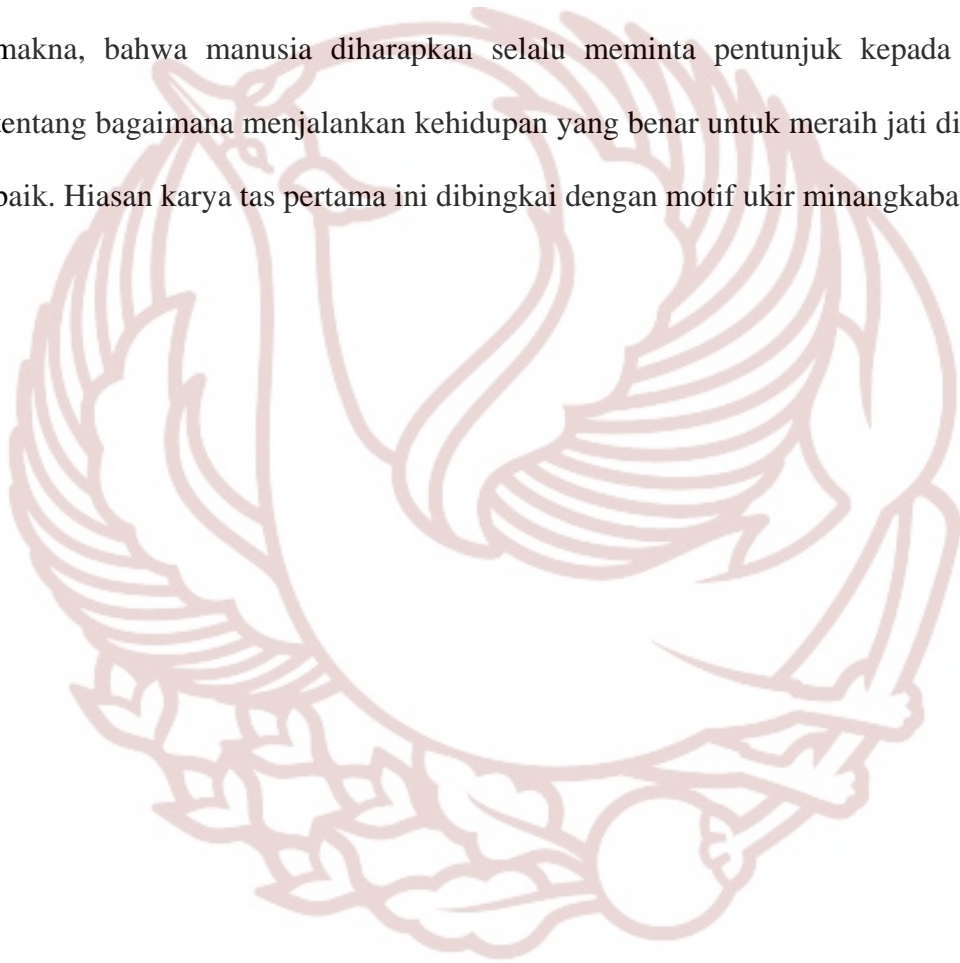 makna, bahwa manusia diharapkan selalu meminta pentunjuk kepada
tentang bagaimana menjalankan kehidupan yang benar untuk meraih jati di
baik. Hiasan karya tas pertama ini dibingkai dengan motif ukir minangkaba